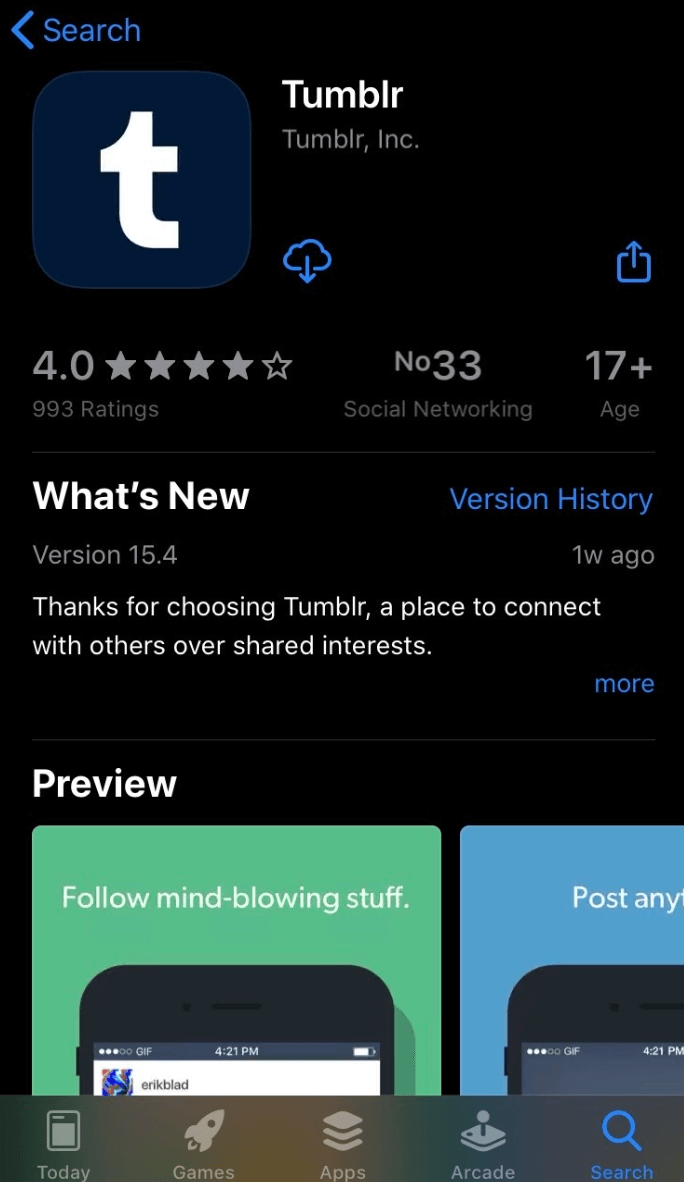 Search
Tumblr
Tumblr, Inc.
4.0
No33
17+
993 Ratings
Social Networking
Age
What's New
Version History
Version 15.4
1w ago
Thanks for choosing Tumblr, a place to connect
with others over shared interests.
more
Preview
Follow mind-blowing stuff.
Post any
GIF
4:21 PM
GIF
4:21 PM
erikblad
Today
Games
Apps
Arcade
Search